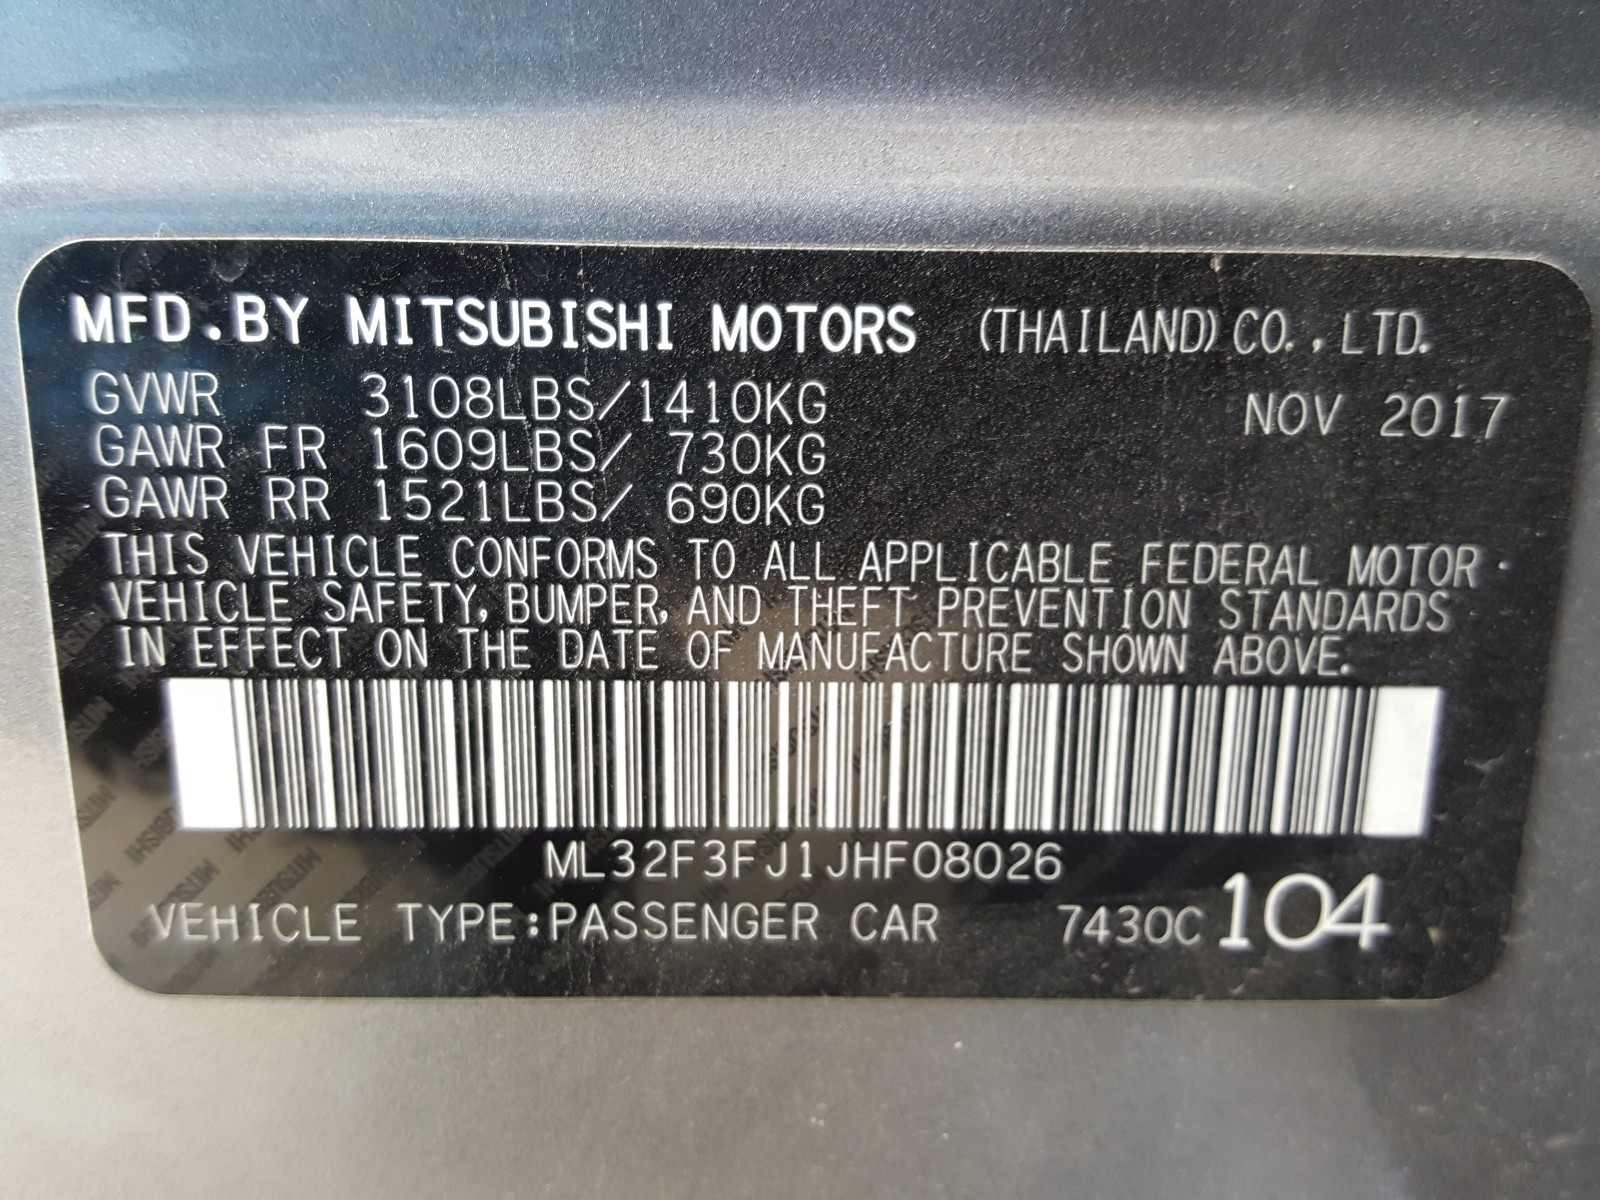 MFD.BY MITSUBISHI MOTORS (THAILAND) CO.,LTD.
GVWR 3108LBS/1410KG NOV 2017
GAWR FR 1609LBS/ 730KG
GAWR RR 1521LBS/ 690KG
THIS VEHICLE CONFORMS TO ALL APPLICABLE FEDERAL MOTOR
VEHICLE SAFETY, BUMPER, AND THEFT PREVENTION STANDARDS
IN EFFECT ON THE DATE OF MANUFACTURE SHOWN ABOVE.
ML32F3FJ1JHF08026
VEHICLE TYPE:PASSENGER CAR 7430C 104